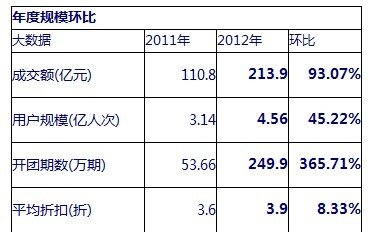 年度规模环比
大数据 2011年 2012年 环比
成交额(亿元) 110.8 213.9 93.07%
用户规模(亿人次) 3.14 4.56 45.22%
开团期数(万期) 53.66 249.9 365.71%
平均折扣(折) 3.6 3.9 8.33%